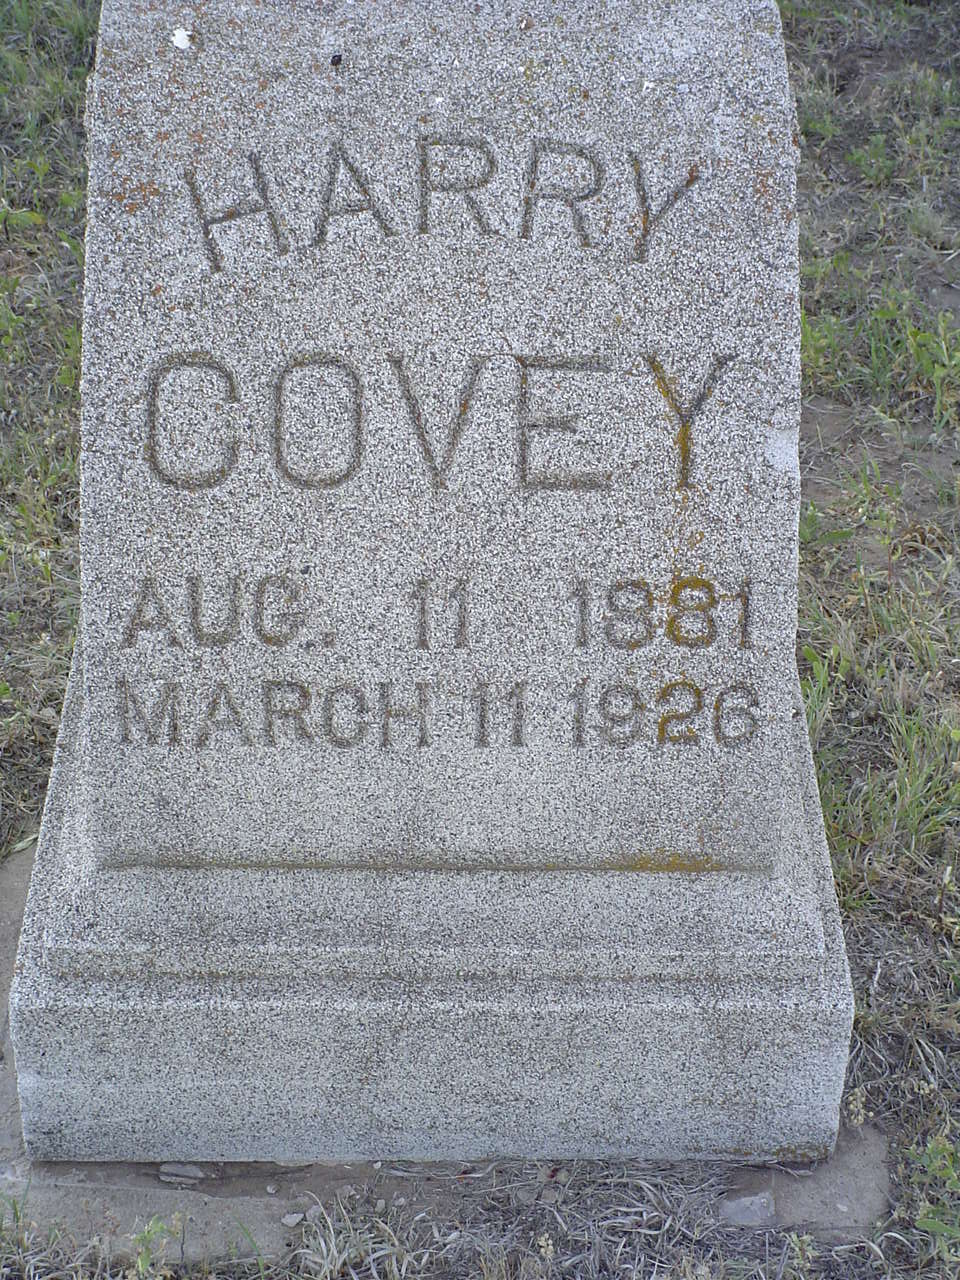 HARRY
COVEY
AUG. 11 1881
MARCH 11 1926